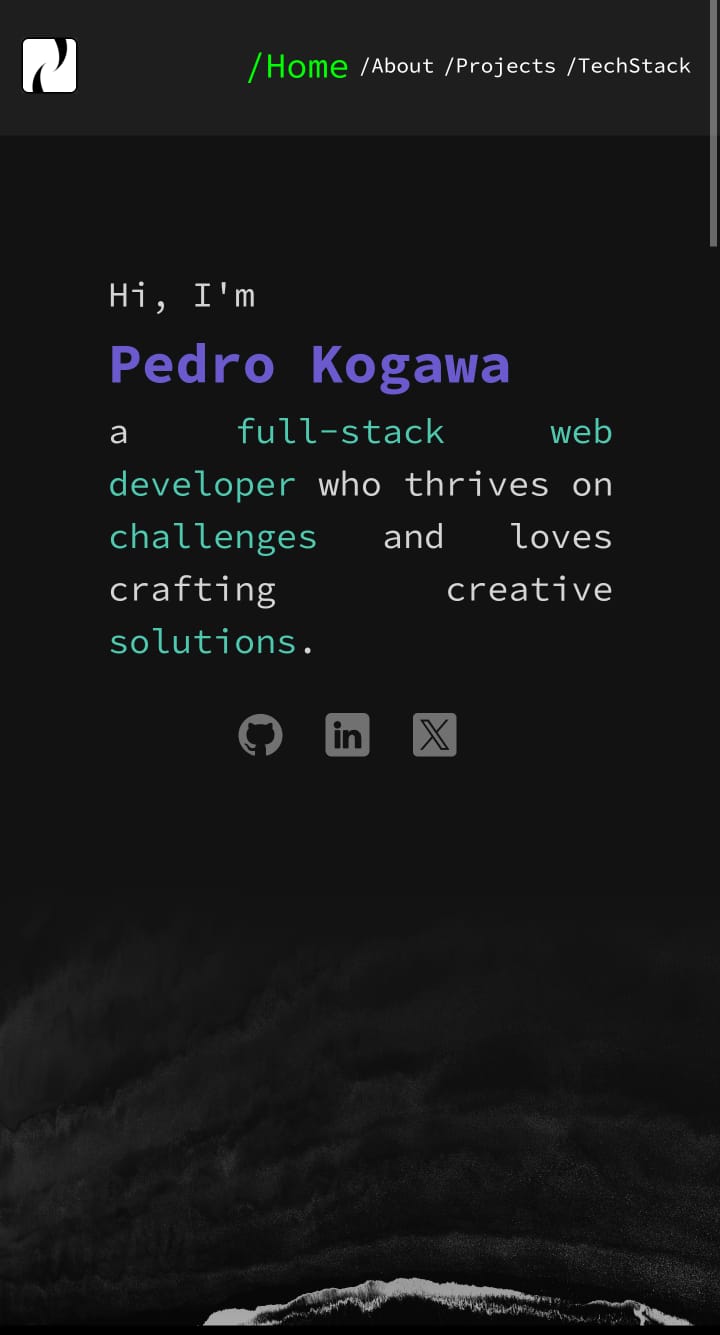 /Home /About /Projects /TechStack
Hi, I'm
Pedro Kogawa
a full-stack web
developer who thrives on
challenges and loves
crafting creative
solutions.
in
X